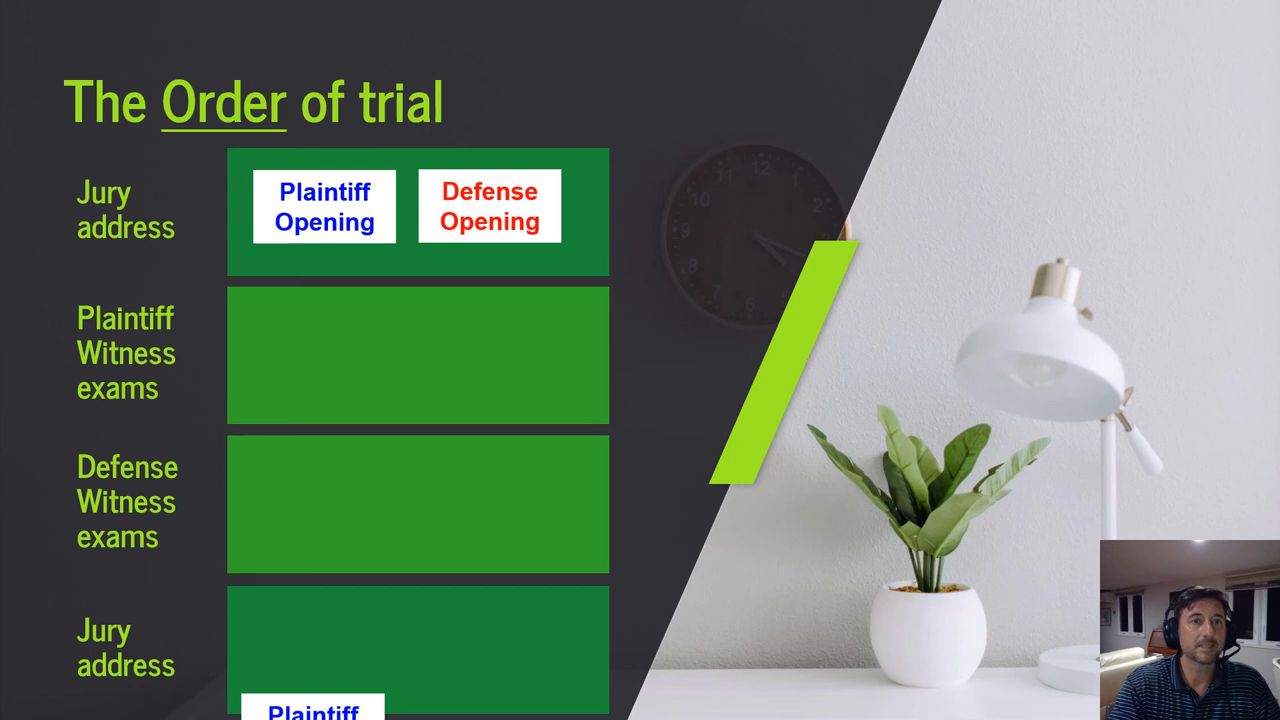 The Order of trial
Jury
address
Plaintiff
Opening
Defense
Opening
Plaintiff
Witness
exams
Defense
Witness
exams
Jury
address
Plaintiff